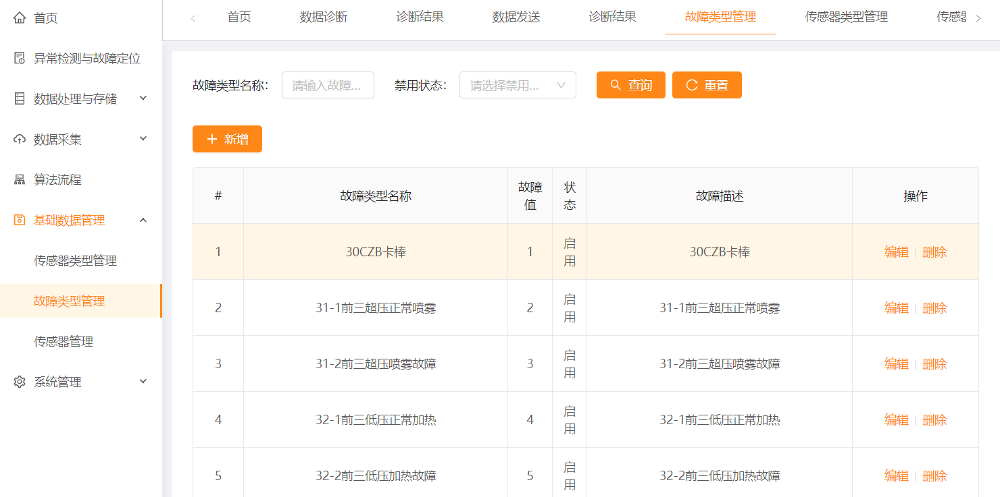 首页
异常检测与故障定位
数据处理与存储
数据采集
算法流程
基础数据管理
传感器类型管理
故障类型管理
传感器管理
系统管理
首页 数据诊断 诊断结果 数据发送 诊断结果 故障类型管理 传感器类型管理 传感器
故障类型名称: 请输入故障... 禁用状态: 请选择禁用... 查询 重置
新增
# 故障类型名称 故障值 状态 故障描述 操作
1 30CZB卡棒 1 启用 30CZB卡棒 编辑 删除
2 31-1前三超压正常喷雾 2 启用 31-1前三超压正常喷雾 编辑 删除
3 31-2前三超压喷雾故障 3 启用 31-2前三超压喷雾故障 编辑 删除
4 32-1前三低压正常加热 4 启用 32-1前三低压正常加热 编辑 删除
5 32-2前三低压加热故障 5 启用 32-2前三低压加热故障 编辑 删除